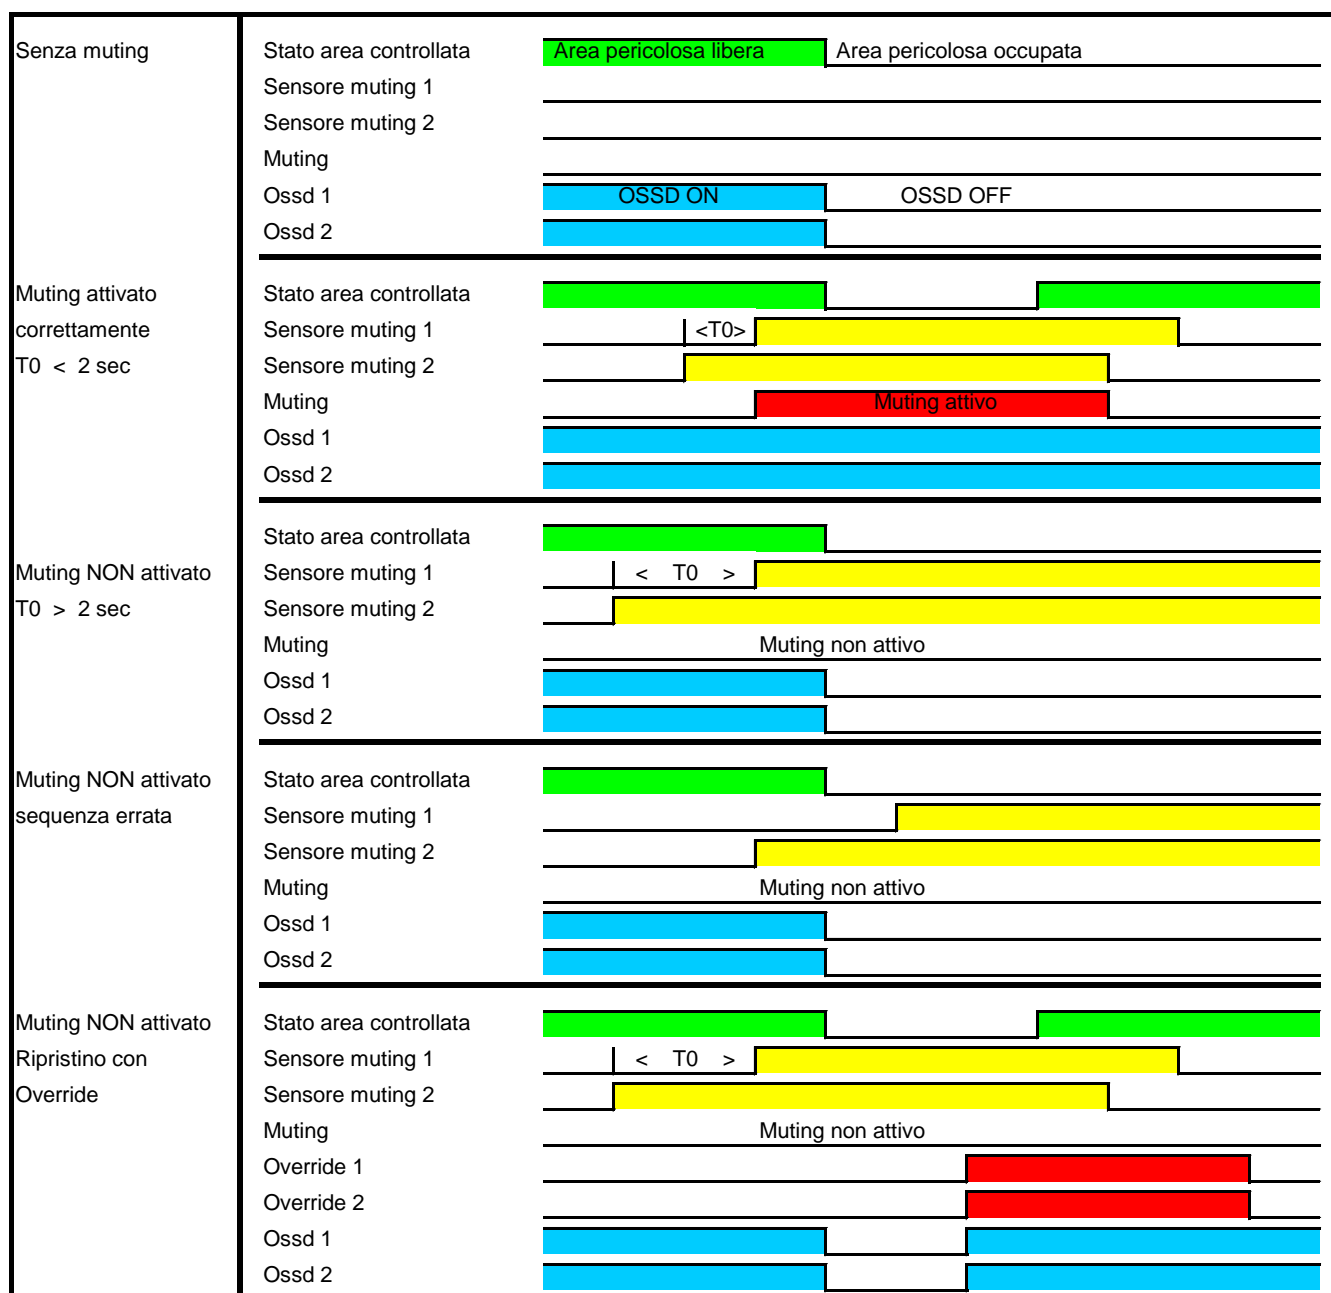 Senza muting
Stato area controllata
Area pericolosa libera
Area pericolosa occupata
Sensore muting 1
Sensore muting 2
Muting
Ossd 1
OSSD ON
OSSD OFF
Ossd 2
Muting attivato
Stato area controllata
correttamente
Sensore muting 1
<T0>
T0 < 2 sec
Sensore muting 2
Muting
Muting attivo
Ossd 1
Ossd 2
Stato area controllata
Muting NON attivato
Sensore muting 1
< T0 >
T0 > 2 sec
Sensore muting 2
Muting
Muting non attivo
Ossd 1
Ossd 2
Muting NON attivato
Stato area controllata
sequenza errata
Sensore muting 1
Sensore muting 2
Muting
Muting non attivo
Ossd 1
Ossd 2
Muting NON attivato
Stato area controllata
Ripristino con
Sensore muting 1
< T0 >
Override
Sensore muting 2
Muting
Muting non attivo
Override 1
Override 2
Ossd 1
Ossd 2